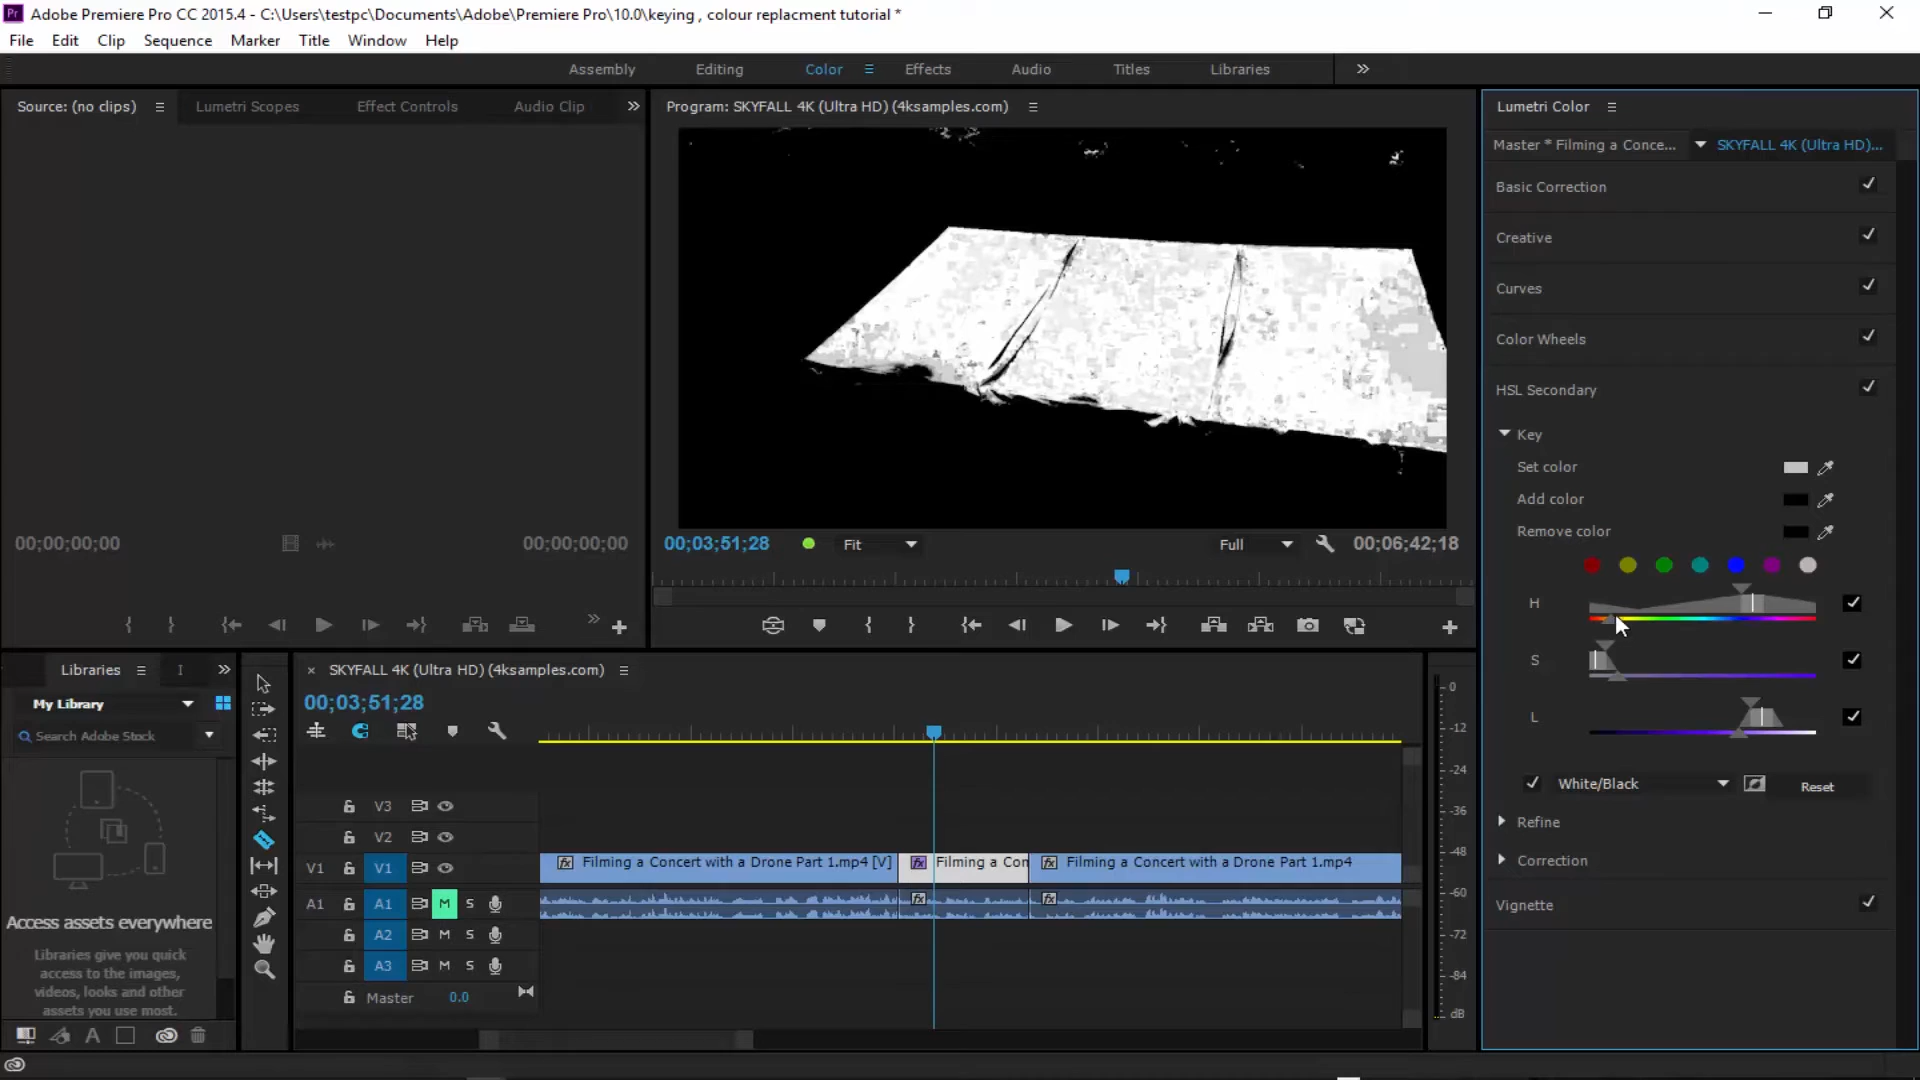 Pr Adobe Premiere Pro CC 2015.4 - C:\Users\testpc\Documents\Adobe\Premiere Pro\10.0\keying , colour replacment tutorial *
File Edit Clip Sequence Marker Title Window Help
Assembly Editing Color Effects Audio Titles Libraries
Source: (no clips) Lumetri Scopes Effect Controls Audio Clip
00;00;00;00 00;00;00;00
Program: SKYFALL 4K (Ultra HD) (4ksamples.com)
00;03;51;28 Fit Full 00;06;42;18
Libraries I
My Library
Search Adobe Stock
Access assets everywhere
Libraries give you quick
access to the images,
videos, looks and other
assets you use most.
SKYFALL 4K (Ultra HD) (4ksamples.com)
00;03;51;28
V3
V2
V1 V1 fx Filming a Concert with a Drone Part 1.mp4 [V] fx Filming a Con fx Filming a Concert with a Drone Part 1.mp4
A1 A1 M S fx fx
A2 M S
A3 M S
Master 0.0
0
-12
-24
-36
-48
-60
-72
-84
dB
Lumetri Color
Master * Filming a Conce... SKYFALL 4K (Ultra HD)...
Basic Correction
Creative
Curves
Color Wheels
HSL Secondary
Key
Set color
Add color
Remove color
H
S
L
White/Black Reset
Refine
Correction
Vignette